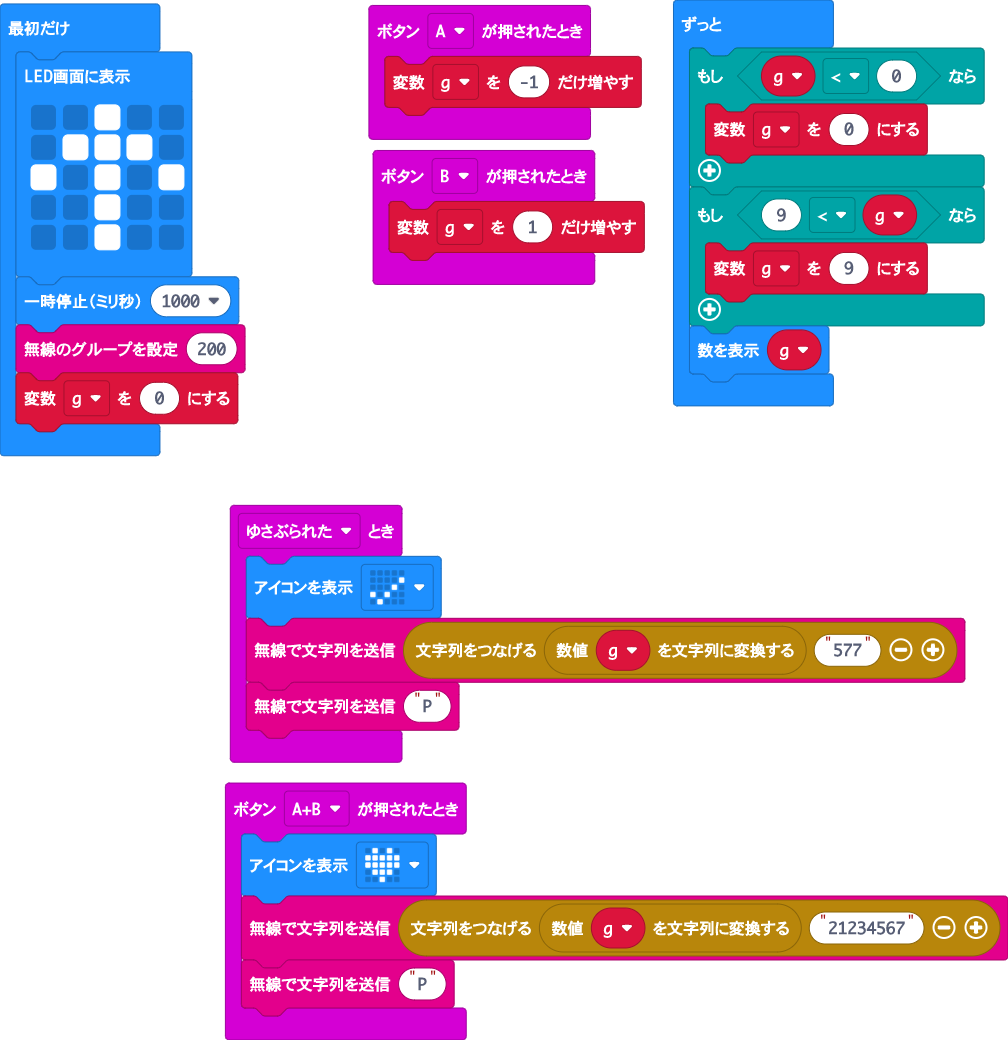 最初だけ
LED画面に表示
一時停止(ミリ秒) 1000
無線のグループを設定 200
変数 g を 0 にする
ボタン A が押されたとき
変数 g を -1 だけ増やす
ボタン B が押されたとき
変数 g を 1 だけ増やす
ずっと
もし g < 0 なら
変数 g を 0 にする
もし 9 < g なら
変数 g を 9 にする
数を表示 g
ゆさぶられた とき
アイコンを表示
無線で文字列を送信 文字列をつなげる 数値 g を文字列に変換する "577"
無線で文字列を送信 "P"
ボタン A+B が押されたとき
アイコンを表示
無線で文字列を送信 文字列をつなげる 数値 g を文字列に変換する "21234567"
無線で文字列を送信 "P"